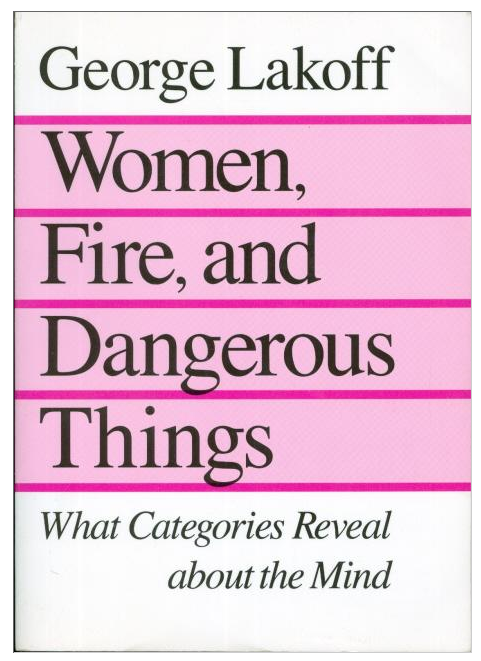 George Lakoff
Women,
Fire, and
Dangerous
Things
What Categories Reveal
about the Mind